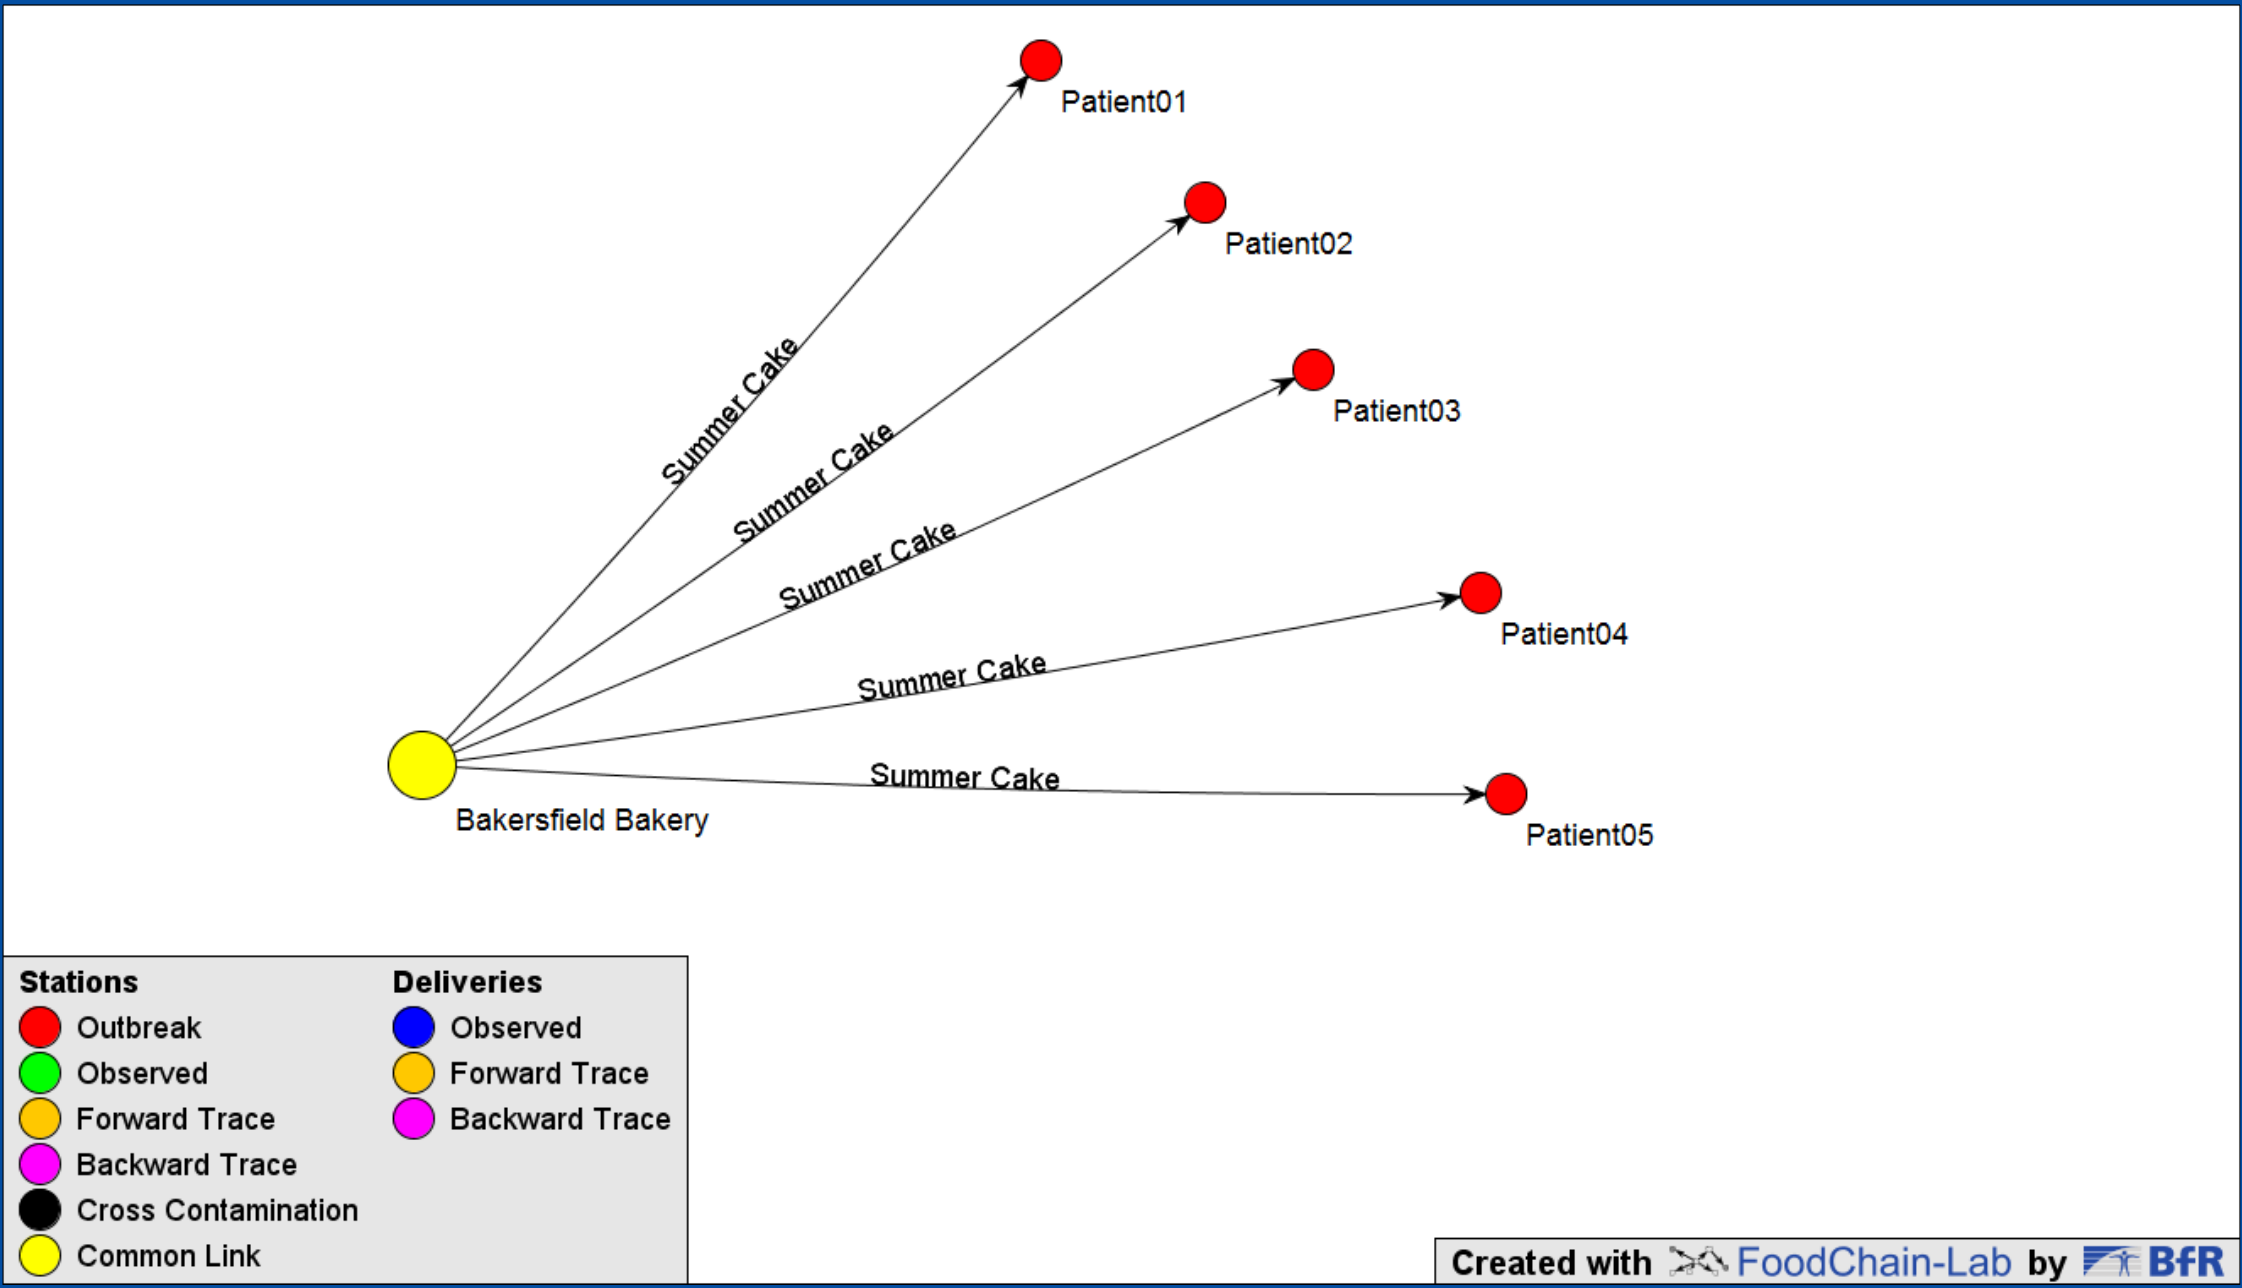 Patient01
Patient02
Patient03
Patient04
Patient05
Summer Cake
Summer Cake
Summer Cake
Summer Cake
Summer Cake
Bakersfield Bakery
Stations
Outbreak
Observed
Forward Trace
Backward Trace
Cross Contamination
Common Link
Deliveries
Observed
Forward Trace
Backward Trace
Created with FoodChain-Lab by BfR